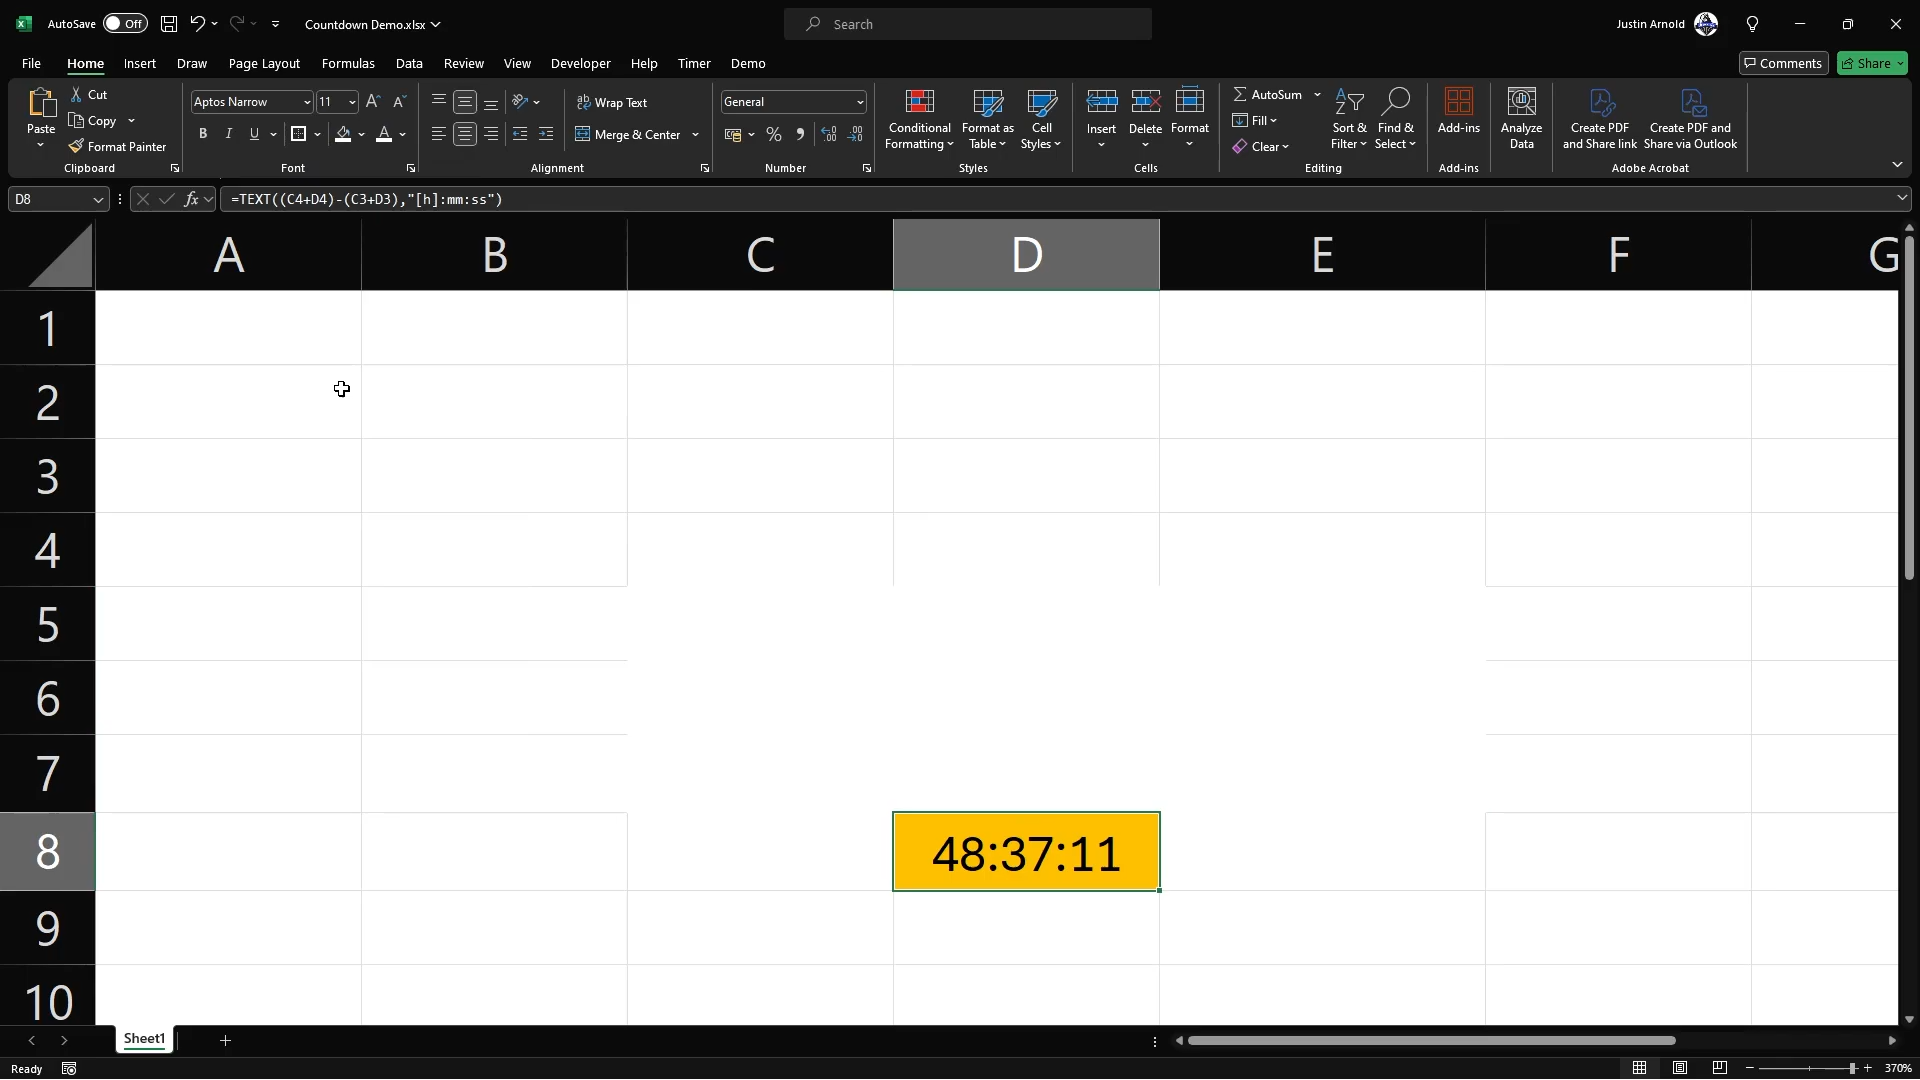 AutoSave Off Countdown Demo.xlsx Search Justin Arnold
File Home Insert Draw Page Layout Formulas Data Review View Developer Help Timer Demo Comments Share
Paste Cut Copy Format Painter Clipboard
Aptos Narrow 11 A A B I U A Font
Wrap Text Merge & Center Alignment
General % Number
Conditional Formatting Format as Table Cell Styles Styles
Insert Delete Format Cells
AutoSum Fill Clear Sort & Filter Find & Select Editing
Add-ins Add-ins
Analyze Data
Create PDF and Share link Create PDF and Share via Outlook Adobe Acrobat
D8 fx =TEXT((C4+D4)-(C3+D3),"[h]:mm:ss")
A B C D E F G
1
2
3
4
5
6
7
8 48:37:11
9
10
Sheet1
Ready 370%